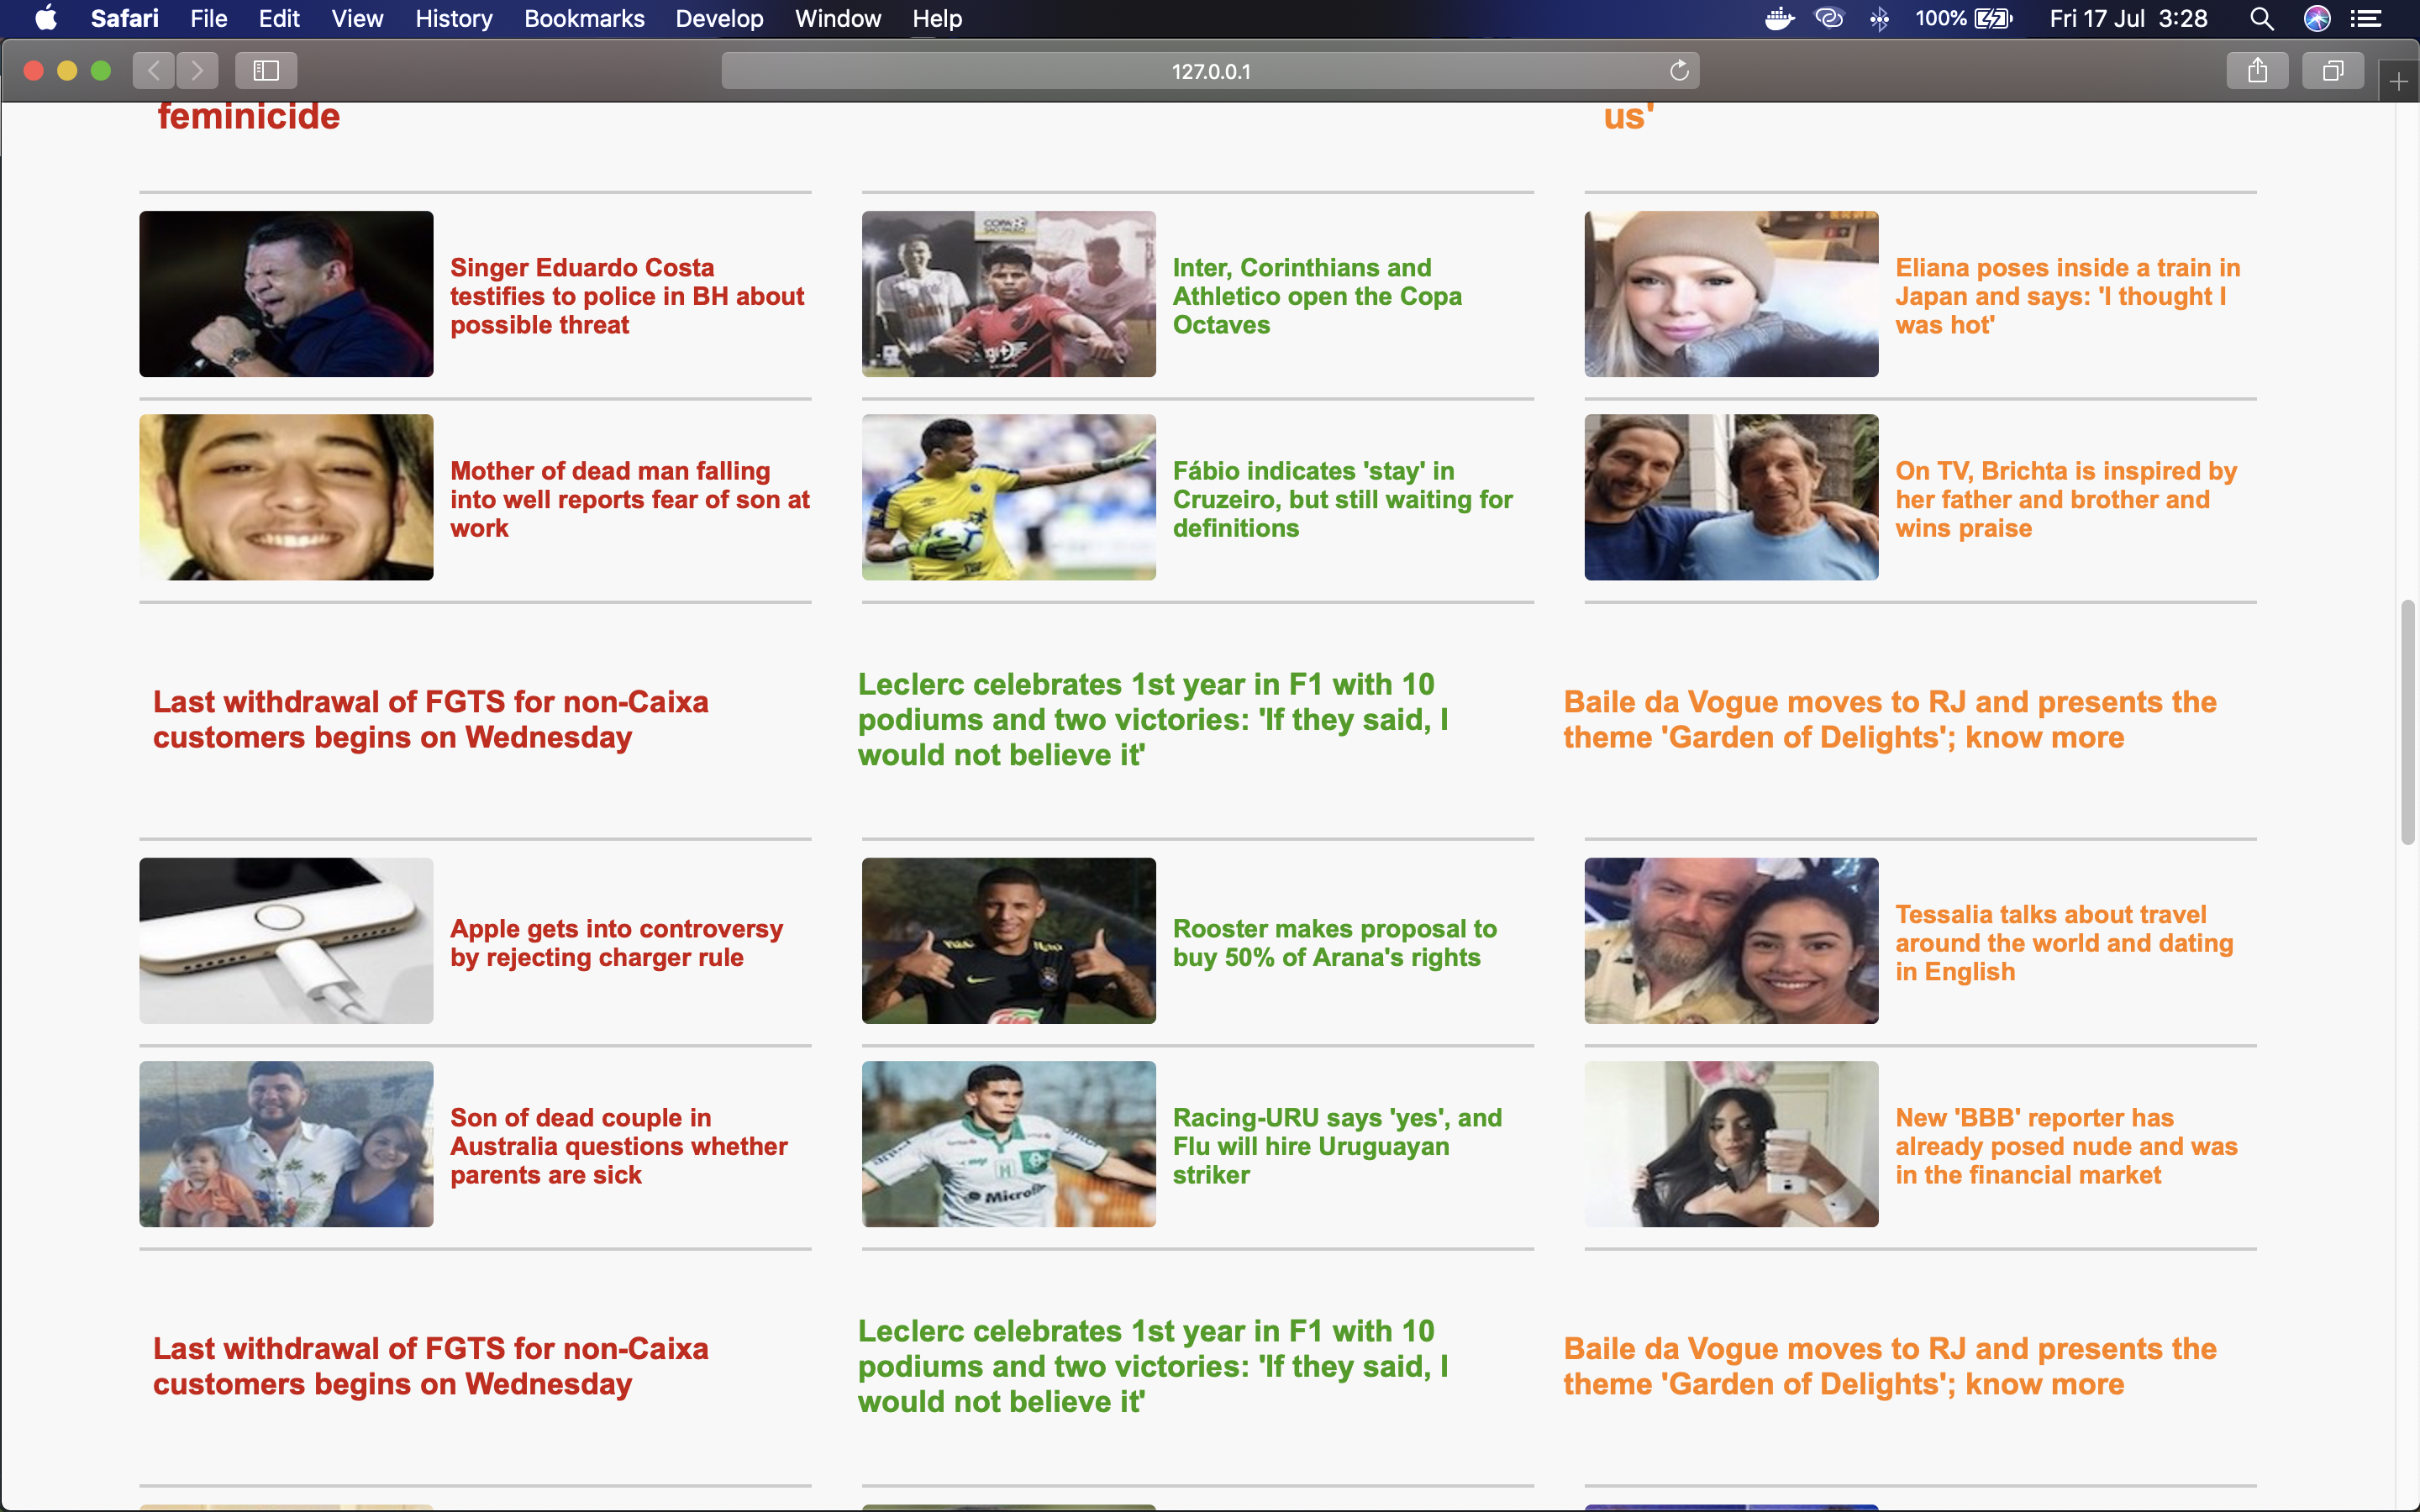 Safari File Edit View History Bookmarks Develop Window Help 100% Fri 17 Jul 3:28
127.0.0.1
feminicide
us'
COPA
SÃO PAULO
Singer Eduardo Costa
testifies to police in BH about
possible threat
Inter, Corinthians and
Athletico open the Copa
Octaves
Eliana poses inside a train in
Japan and says: 'I thought I
was hot'
Mother of dead man falling
into well reports fear of son at
work
Fábio indicates 'stay' in
Cruzeiro, but still waiting for
definitions
On TV, Brichta is inspired by
her father and brother and
wins praise
Last withdrawal of FGTS for non-Caixa
customers begins on Wednesday
Leclerc celebrates 1st year in F1 with 10
podiums and two victories: 'If they said, I
would not believe it'
Baile da Vogue moves to RJ and presents the
theme 'Garden of Delights'; know more
Apple gets into controversy
by rejecting charger rule
Rooster makes proposal to
buy 50% of Arana's rights
Tessalia talks about travel
around the world and dating
in English
Son of dead couple in
Australia questions whether
parents are sick
Racing-URU says 'yes', and
Flu will hire Uruguayan
striker
New 'BBB' reporter has
already posed nude and was
in the financial market
Last withdrawal of FGTS for non-Caixa
customers begins on Wednesday
Leclerc celebrates 1st year in F1 with 10
podiums and two victories: 'If they said, I
would not believe it'
Baile da Vogue moves to RJ and presents the
theme 'Garden of Delights'; know more